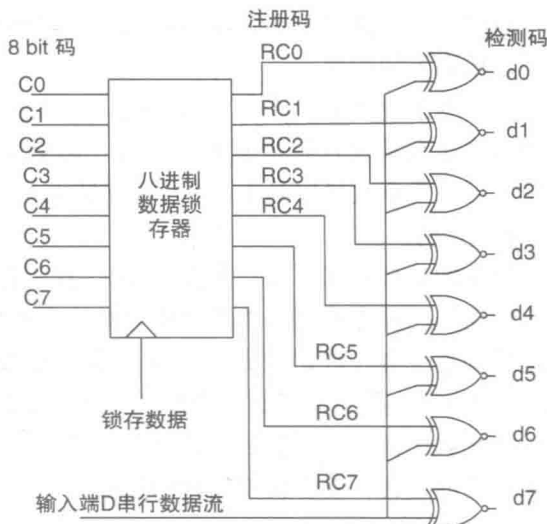 注册码
检测码
8 bit 码
C0
C1
C2
C3
C4
C5
C6
C7
八进制
数据锁
存器
锁存数据
输入端D串行数据流
RC0
RC1
RC2
RC3
RC4
RC5
RC6
RC7
d0
d1
d2
d3
d4
d5
d6
d7